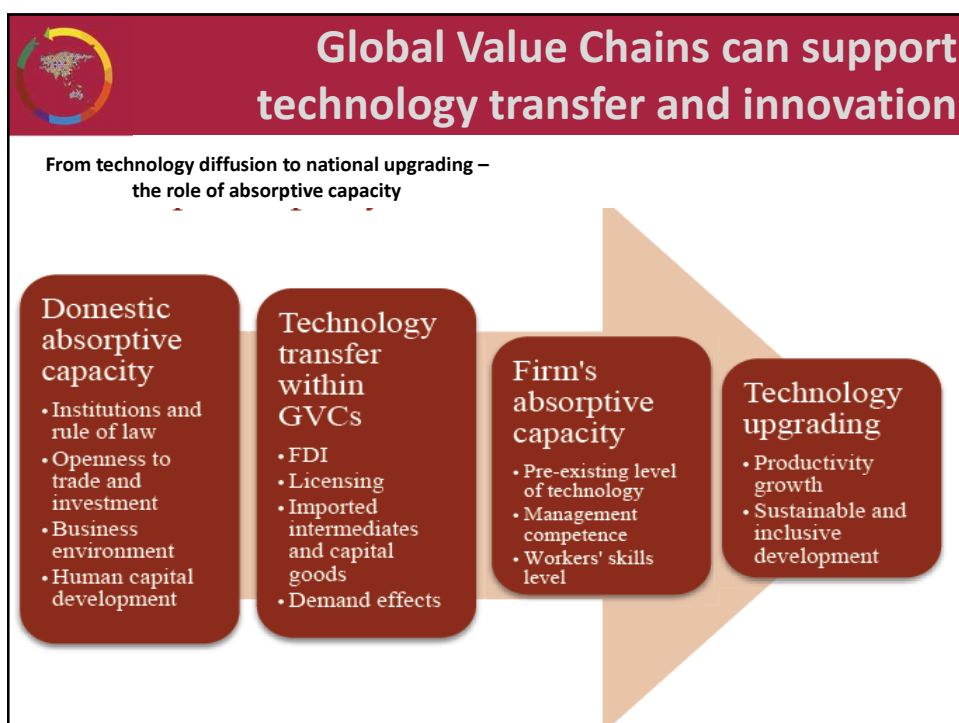 Global Value Chains can support
technology transfer and innovation
From technology diffusion to national upgrading –
the role of absorptive capacity
Domestic
absorptive
capacity
• Institutions and
rule of law
• Openness to
trade and
investment
• Business
environment
• Human capital
development
Technology
transfer
within
GVCs
• FDI
• Licensing
• Imported
intermediates
and capital
goods
• Demand effects
Firm's
absorptive
capacity
• Pre-existing level
of technology
• Management
competence
• Workers' skills
level
Technology
upgrading
• Productivity
growth
• Sustainable and
inclusive
development